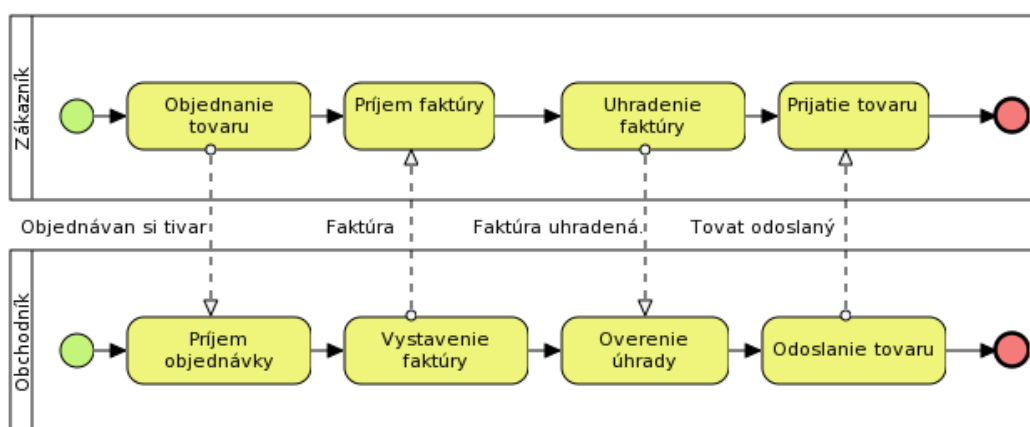 Zákazník
Objednanie
tovaru
Príjem faktúry
Uhradenie
faktúry
Prijatie tovaru
Objednávan si tivar
Faktúra
Faktúra uhradená.
Tovat odoslaný
Obchodník
Príjem
objednávky
Vystavenie
faktúry
Overenie
úhrady
Odoslanie tovaru